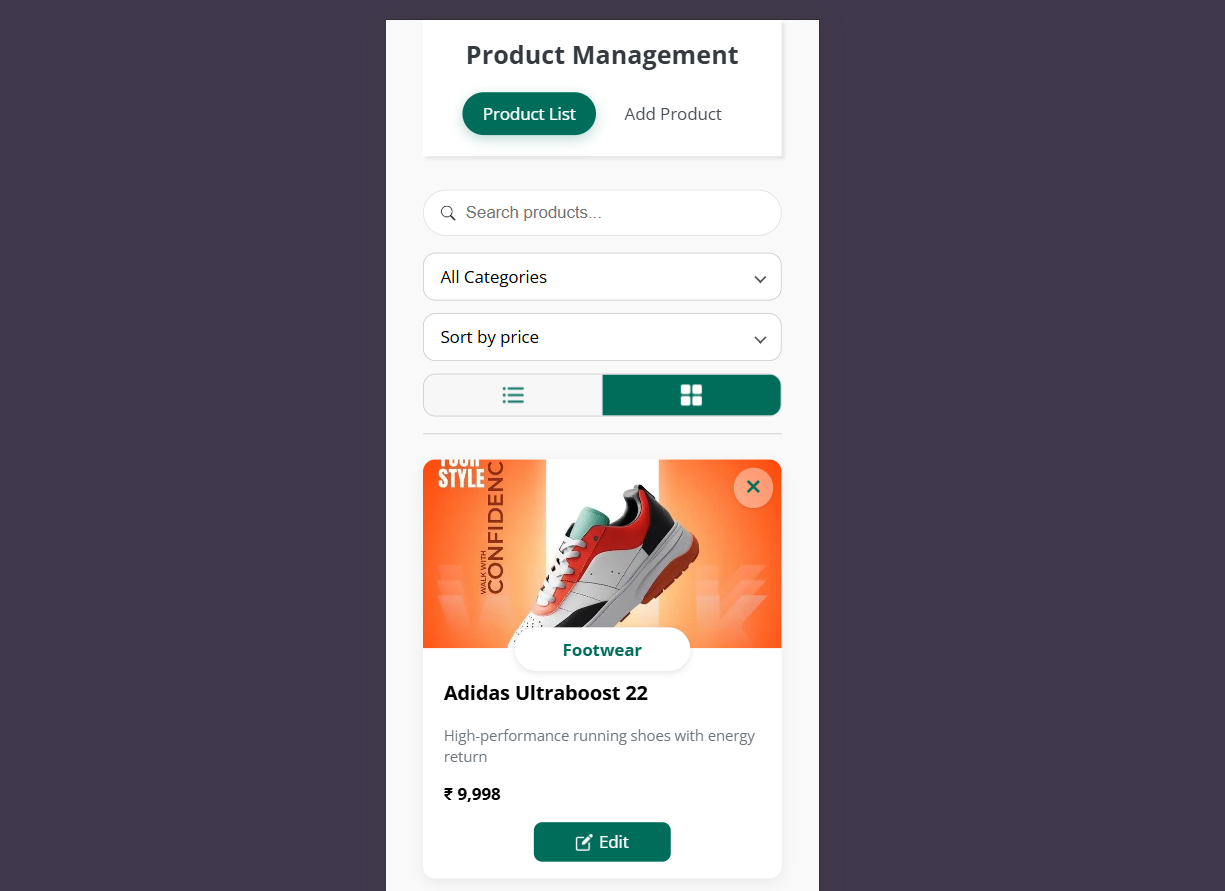 Product Management
Product List
Add Product
Search products...
All Categories
Sort by price
STYLE
WALK WITH
CONFIDENC
Footwear
Adidas Ultraboost 22
High-performance running shoes with energy
return
₹ 9,998
Edit